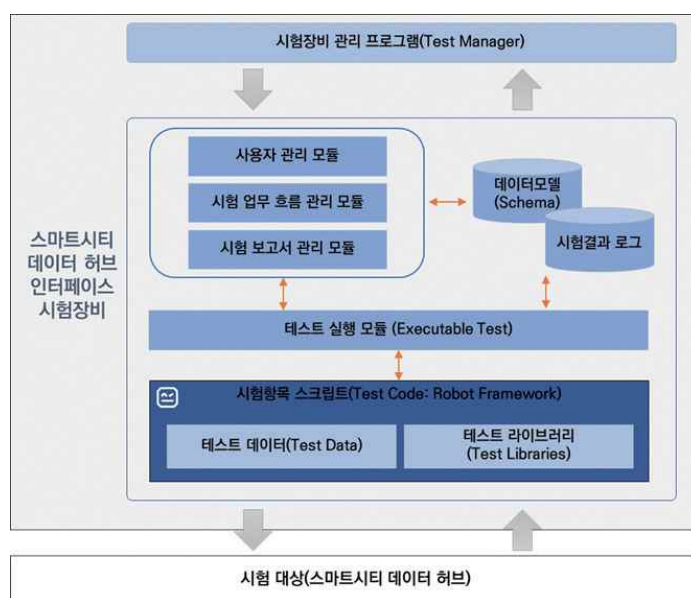 시험장비 관리 프로그램(Test Manager)
사용자 관리 모듈
시험 업무 흐름 관리 모듈
시험 보고서 관리 모듈
데이터모델
(Schema)
시험결과 로그
스마트시티
데이터 허브
인터페이스
시험장비
테스트 실행 모듈 (Executable Test)
시험항목 스크립트(Test Code: Robot Framework)
테스트 데이터(Test Data)
테스트 라이브러리
(Test Libraries)
시험 대상(스마트시티 데이터 허브)